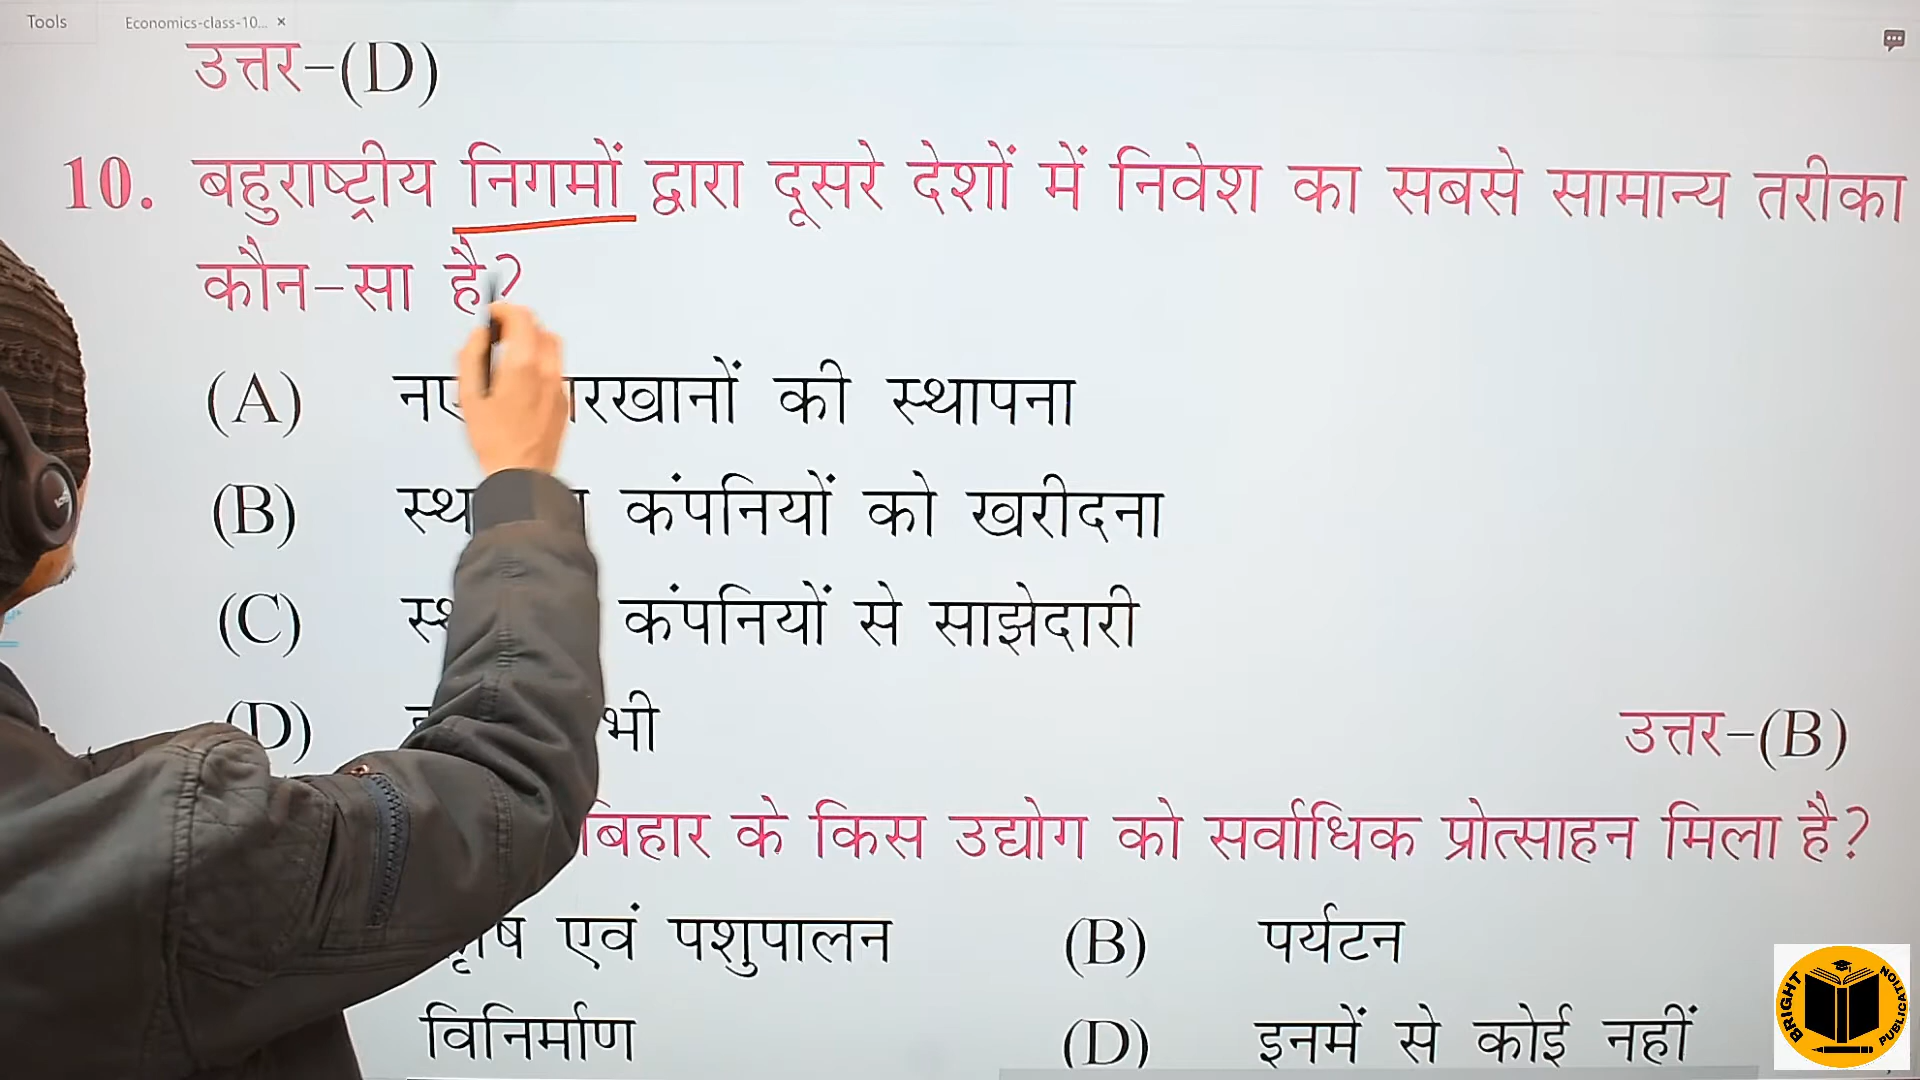 Tools Economics-class-10... ×
उत्तर–(D)
10. बहुराष्ट्रीय निगमों द्वारा दूसरे देशों में निवेश का सबसे सामान्य तरीका
कौन-सा है?
(A) की स्थापना
(B) कंपनियों को खरीदना
(C) कंपनियों से साझेदारी
(D) भी
उत्तर–(B)
बिहार के किस उद्योग को सर्वाधिक प्रोत्साहन मिला है?
एवं पशुपालन (B) पर्यटन
विनिर्माण (D) इनमें से कोई नहीं
BRIGHT PUBLICATION